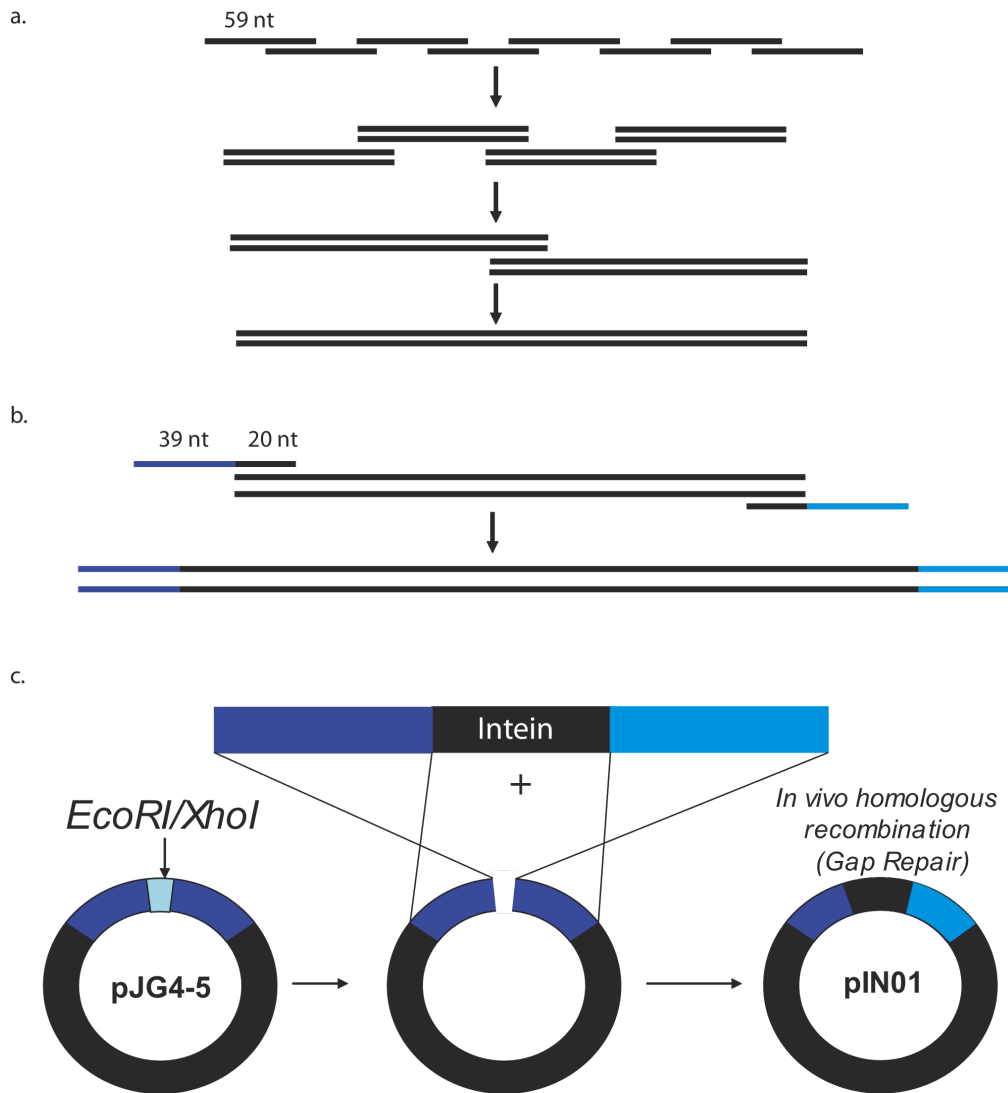 a.
59 nt
b.
39 nt 20 nt
c.
Intein
+
EcoRI/XhoI
In vivo homologous
recombination
(Gap Repair)
pJG4-5
pIN01